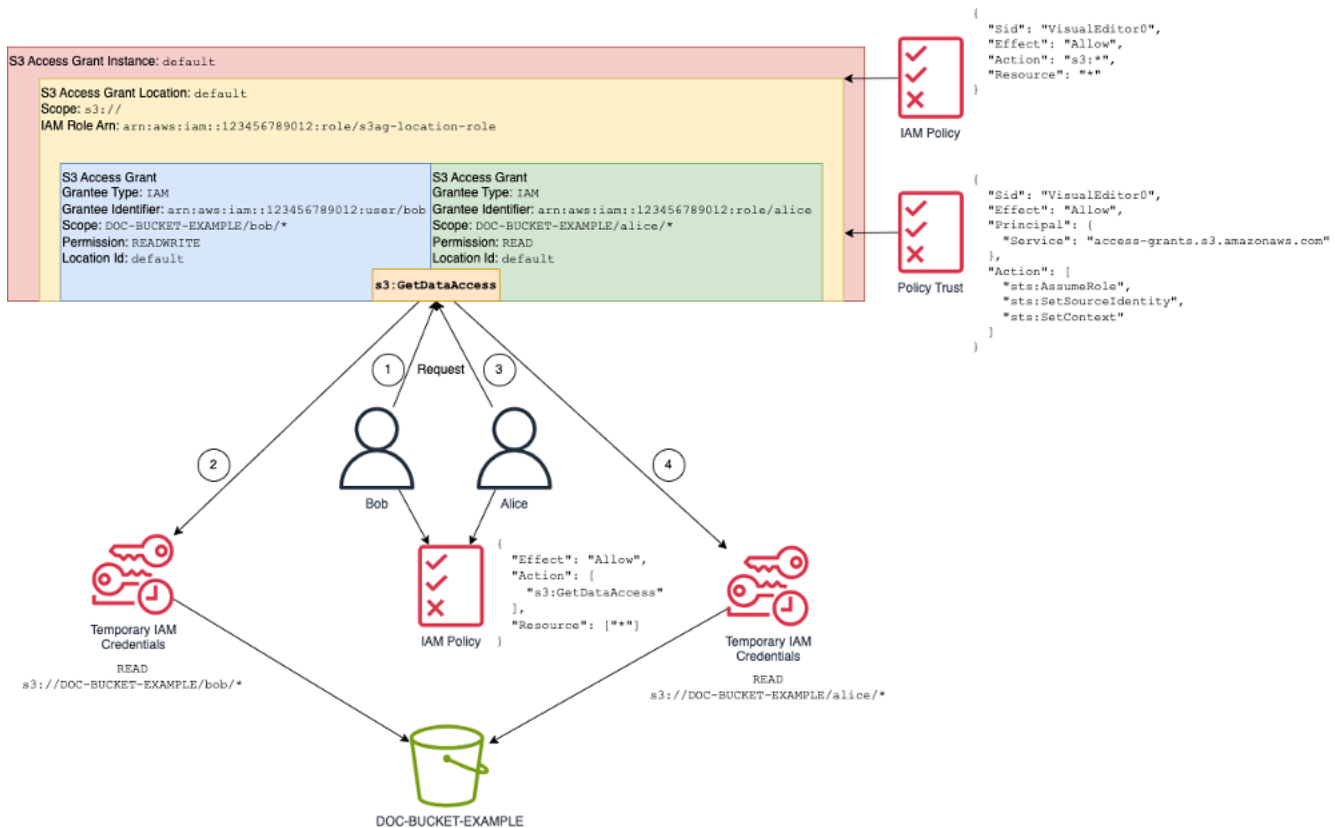 S3 Access Grant Instance: default
S3 Access Grant Location: default
Scope: s3://
IAM Role Arn: arn:aws:iam::123456789012:role/s3ag-location-role
S3 Access Grant
Grantee Type: IAM
Grantee Identifier: arn:aws:iam::123456789012:user/bob
Scope: DOC-BUCKET-EXAMPLE/bob/*
Permission: READWRITE
Location Id: default
S3 Access Grant
Grantee Type: IAM
Grantee Identifier: arn:aws:iam::123456789012:role/alice
Scope: DOC-BUCKET-EXAMPLE/alice/*
Permission: READ
Location Id: default
s3:GetDataAccess
IAM Policy
{
"Sid": "VisualEditor0",
"Effect": "Allow",
"Action": "s3:*",
"Resource": "*"
}
Policy Trust
{
"Sid": "VisualEditor0",
"Effect": "Allow",
"Principal": {
"Service": "access-grants.s3.amazonaws.com"
},
"Action": [
"sts:AssumeRole",
"sts:SetSourceIdentity",
"sts:SetContext"
]
}
1
Request
3
2
4
Bob
Alice
IAM Policy
{
"Effect": "Allow",
"Action": [
"s3:GetDataAccess"
],
"Resource": ["*"]
}
Temporary IAM
Credentials
READ
s3://DOC-BUCKET-EXAMPLE/bob/*
Temporary IAM
Credentials
READ
s3://DOC-BUCKET-EXAMPLE/alice/*
DOC-BUCKET-EXAMPLE